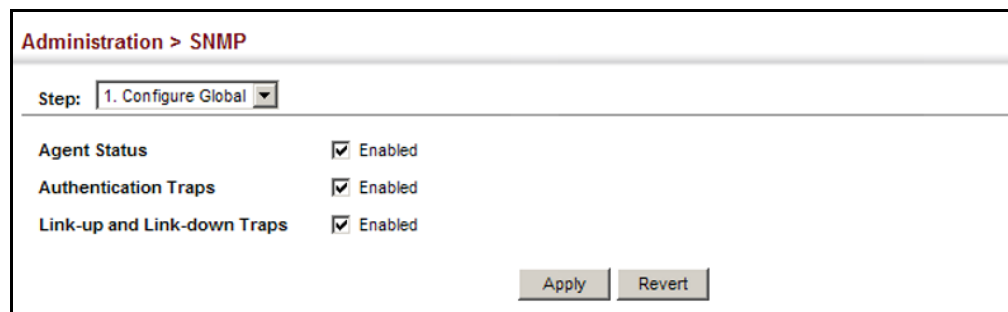 Administration > SNMP
Step: 1. Configure Global
Agent Status Enabled
Authentication Traps Enabled
Link-up and Link-down Traps Enabled
Apply Revert